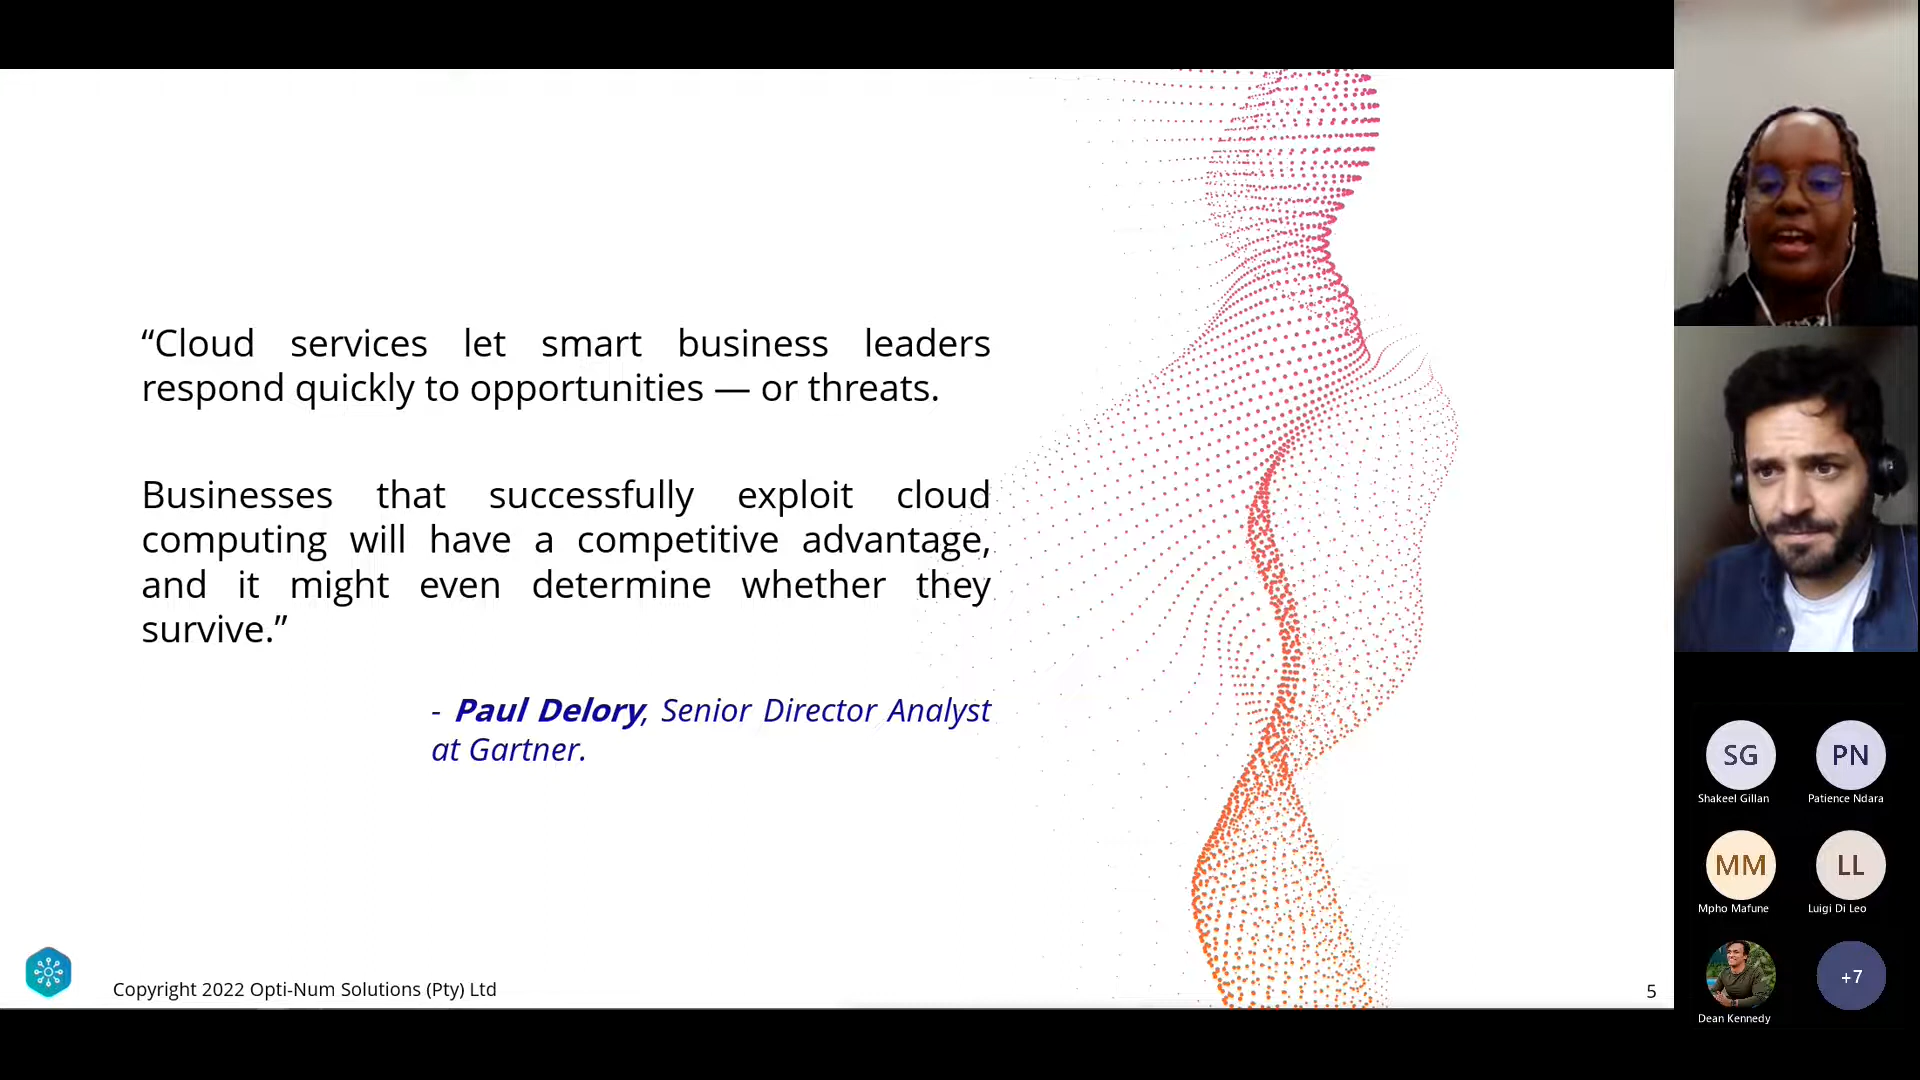 “Cloud services let smart business leaders
respond quickly to opportunities — or threats.
Businesses that successfully exploit cloud
computing will have a competitive advantage,
and it might even determine whether they
survive.”
- Paul Delory, Senior Director Analyst
at Gartner.
Copyright 2022 Opti-Num Solutions (Pty) Ltd
5
SG
Shakeel Gillan
PN
Patience Ndara
MM
Mpho Mafune
LL
Luigi Di Leo
Dean Kennedy
+7